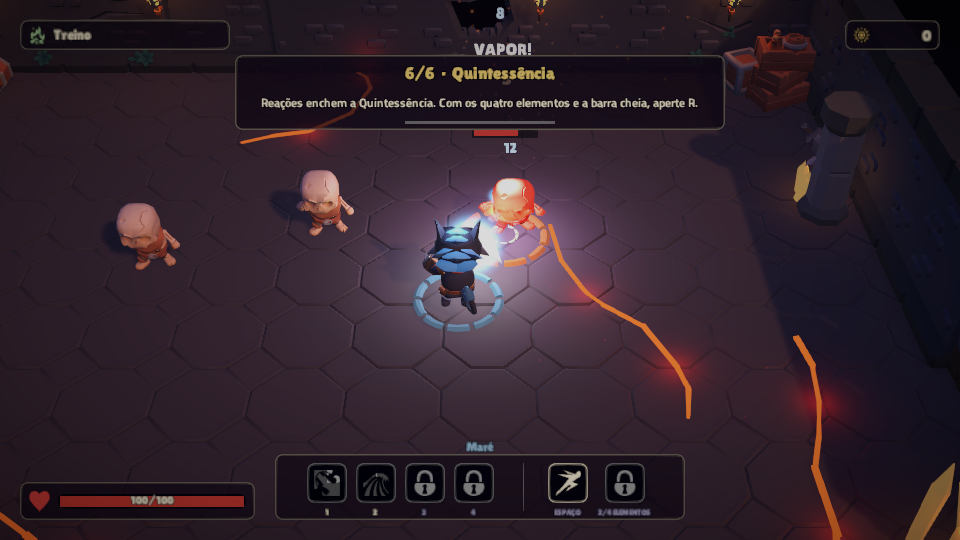 8
Treino
0
VAPOR!
6/6 · Quintessência
Reações enchem a Quintessência. Com os quatro elementos e a barra cheia, aperte R.
12
Maré
1
2
3
4
ESPAÇO
2/4 ELEMENTOS
100/100